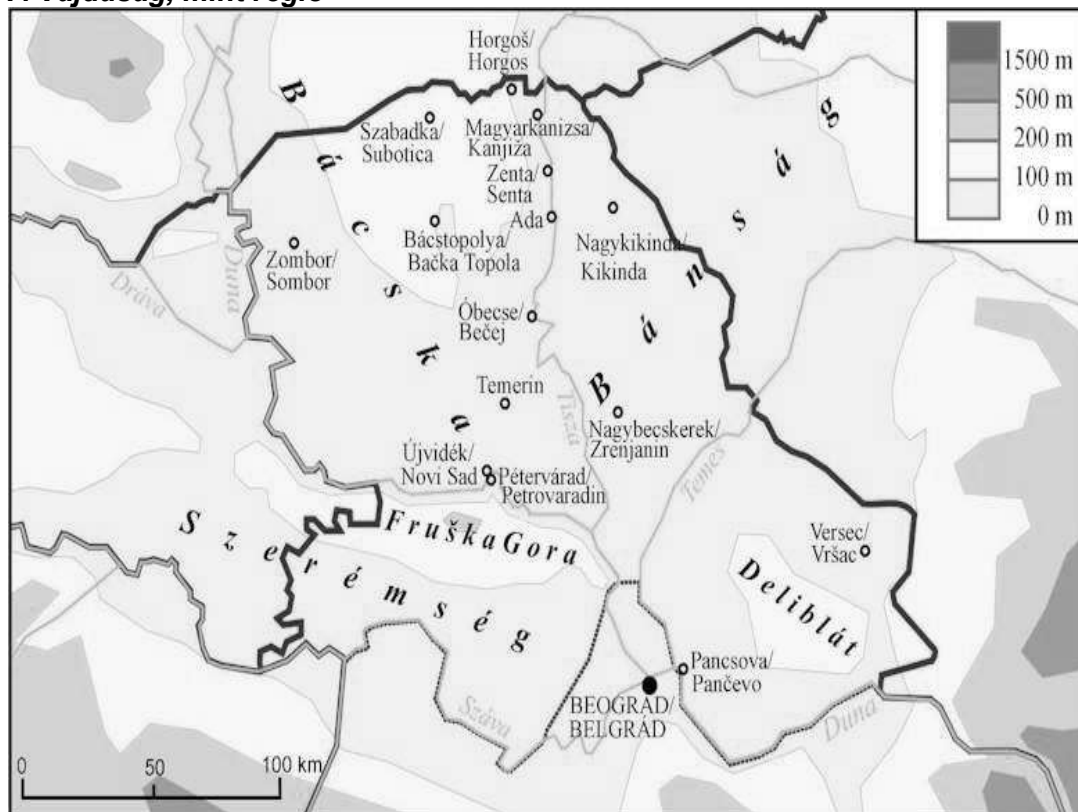 Vajdaság, mint régió
Horgoš/
Horgos
1500 m
500 m
200 m
100 m
0 m
Szabadka/
Subotica
Magyarkanizsa/
Kanjiža
Zenta/
Senta
Ada
Nagykikinda/
Kikinda
Bácstopolya/
Bačka Topola
Zombor/
Sombor
Duna
Dráva
Bácska
Bánság
Óbecse/
Bečej
Temerin
Tisza
Nagybecskerek/
Zrenjanin
Temes
Újvidék/
Novi Sad
Pétervárad/
Petrovaradin
Szerémség
Fruška Gora
Versec/
Vršac
Deliblát
Pancsova/
Pančevo
BEOGRAD/
BELGRÁD
Száva
Duna
0 50 100 km